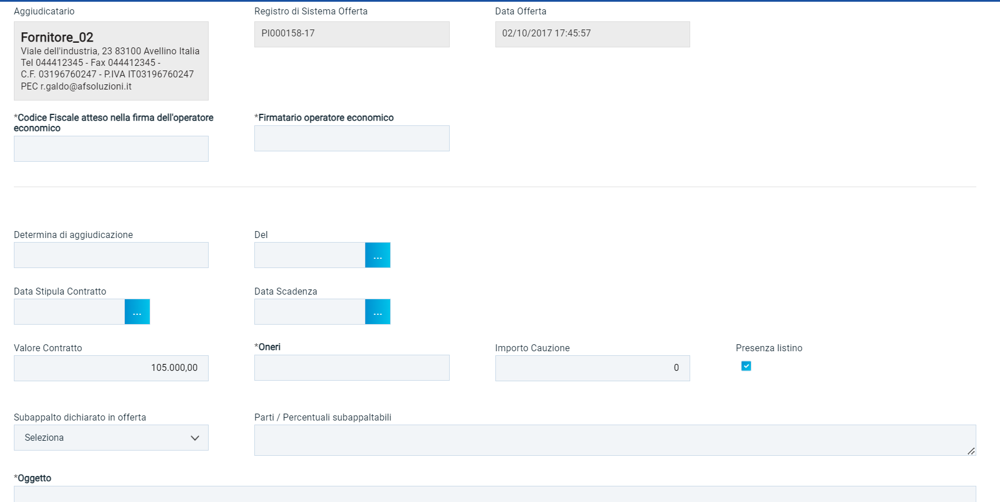 Aggiudicatario
Registro di Sistema Offerta
Data Offerta
Fornitore_02
Viale dell'industria, 23 83100 Avellino Italia
Tel 044412345 - Fax 044412345 -
C.F. 03196760247 - P.IVA IT03196760247
PEC r.galdo@afsoluzioni.it
PI000158-17
02/10/2017 17:45:57
*Codice Fiscale atteso nella firma dell'operatore
economico
*Firmatario operatore economico
Determina di aggiudicazione
Del
...
Data Stipula Contratto
...
Data Scadenza
...
Valore Contratto
105.000,00
*Oneri
Importo Cauzione
0
Presenza listino
Subappalto dichiarato in offerta
Seleziona
Parti / Percentuali subappaltabili
*Oggetto